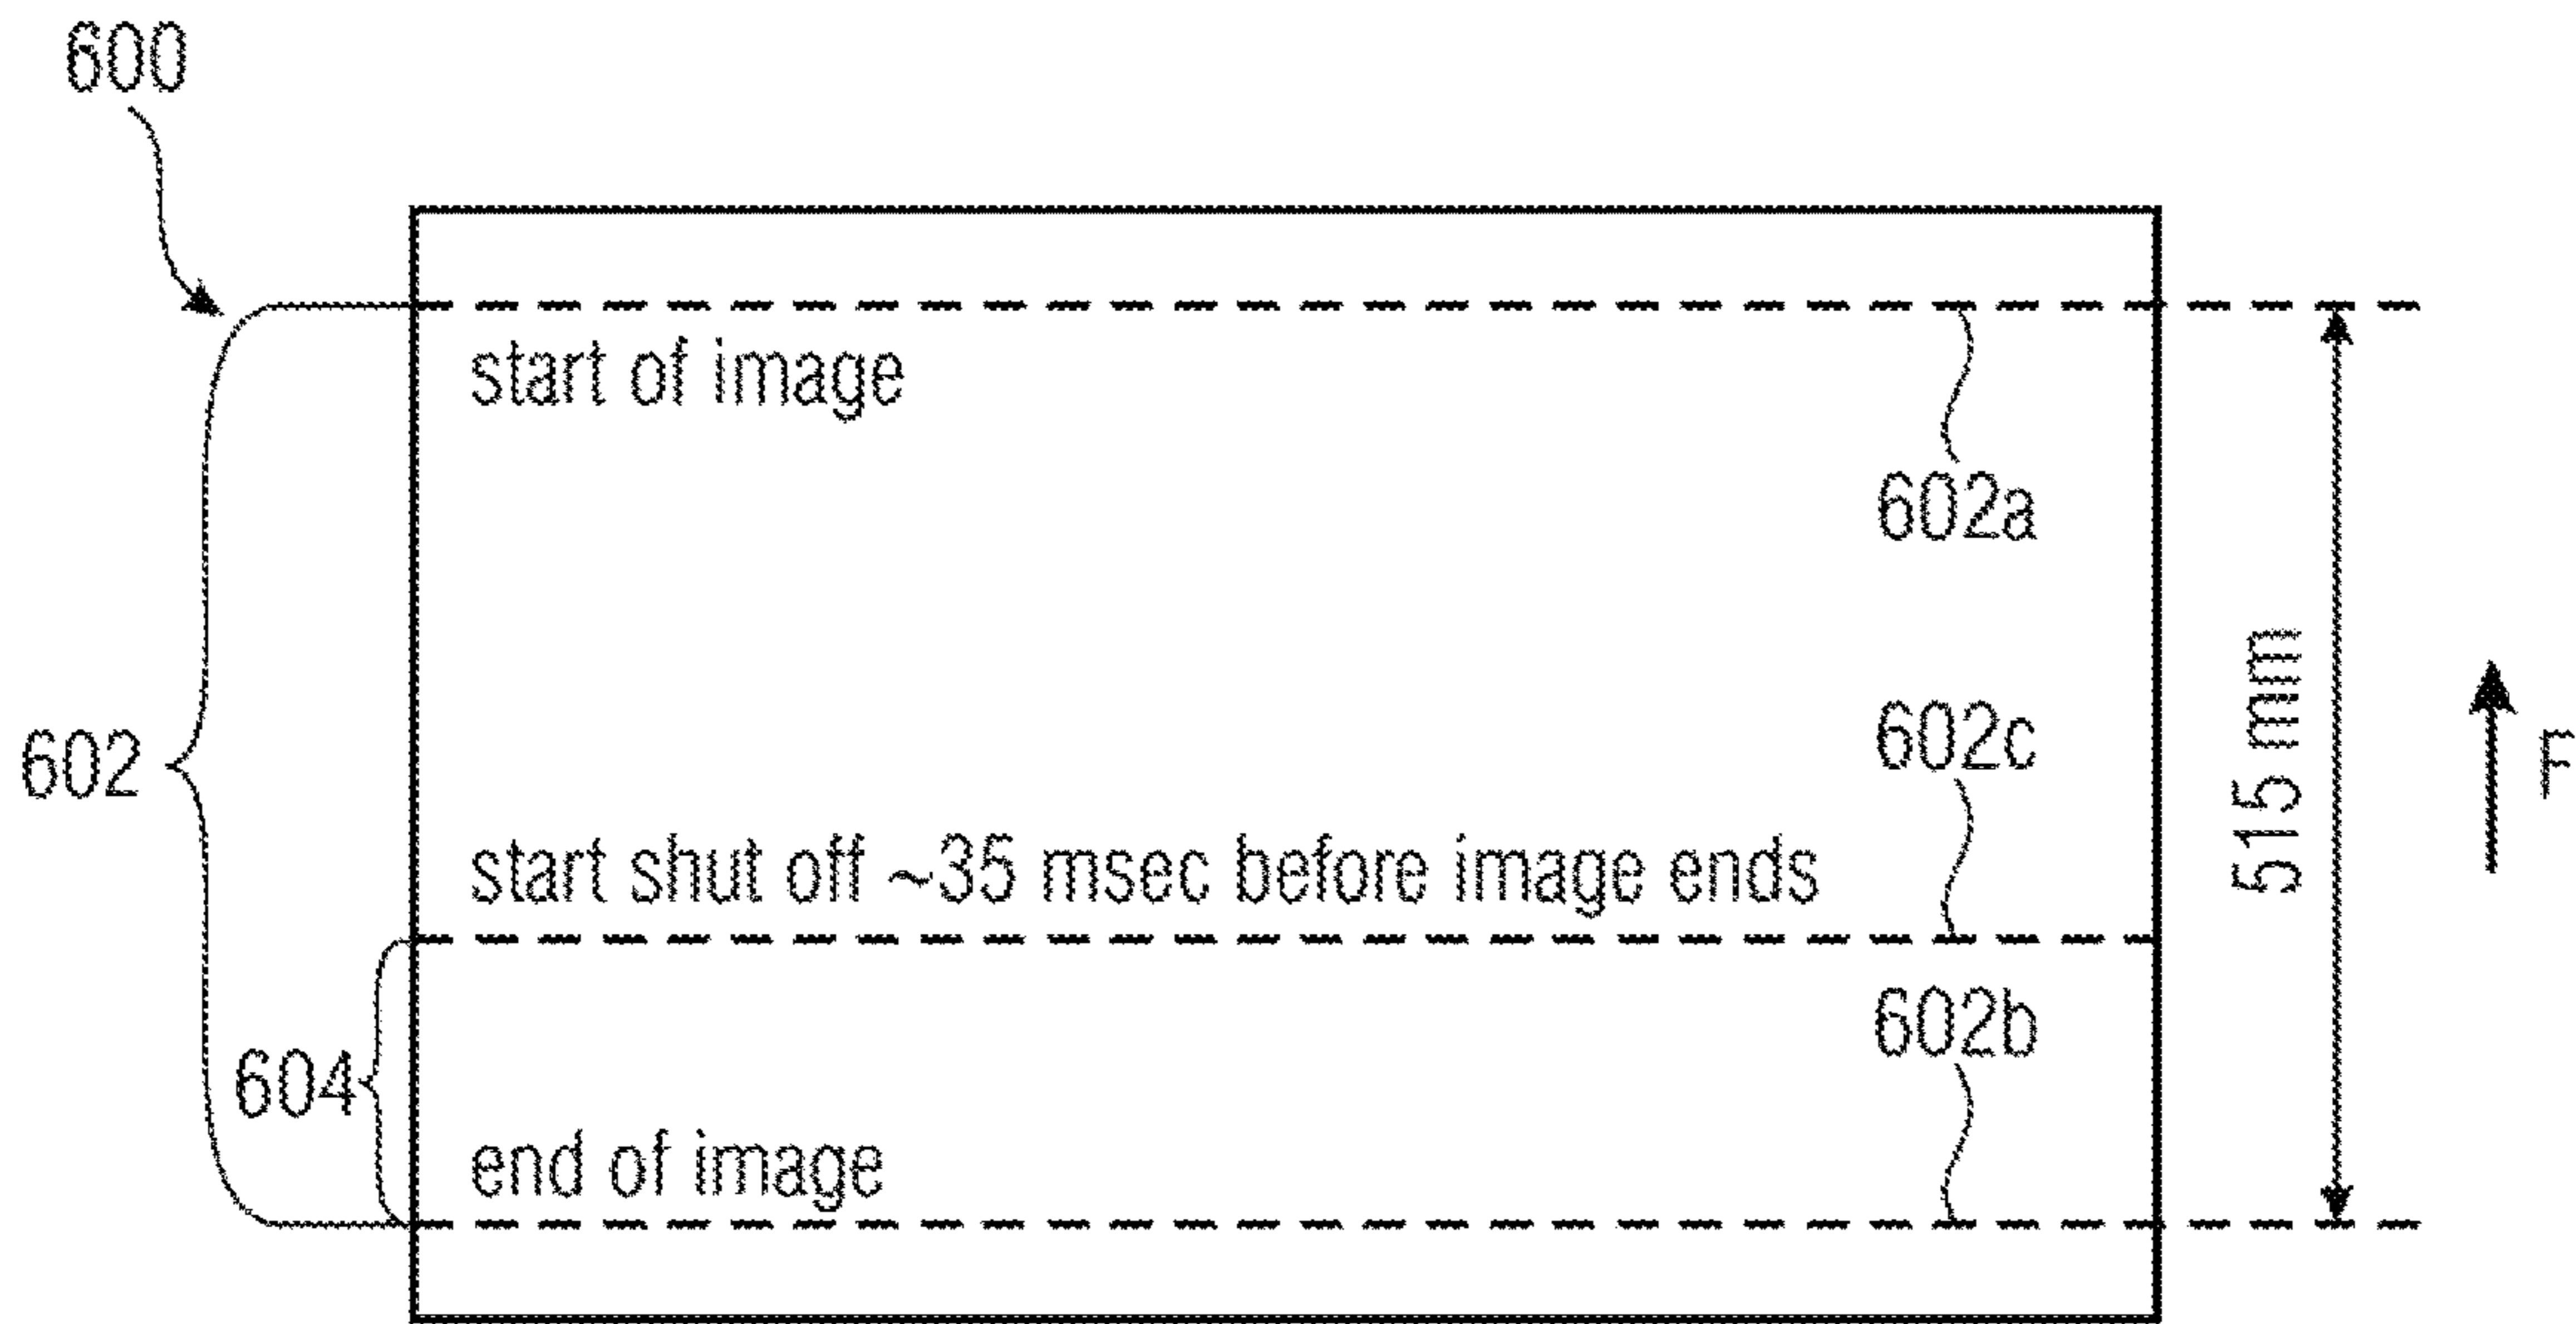 600
start of image
602a
602c
515 mm
F
602
start shut off ~35 msec before image ends
602b
604
end of image